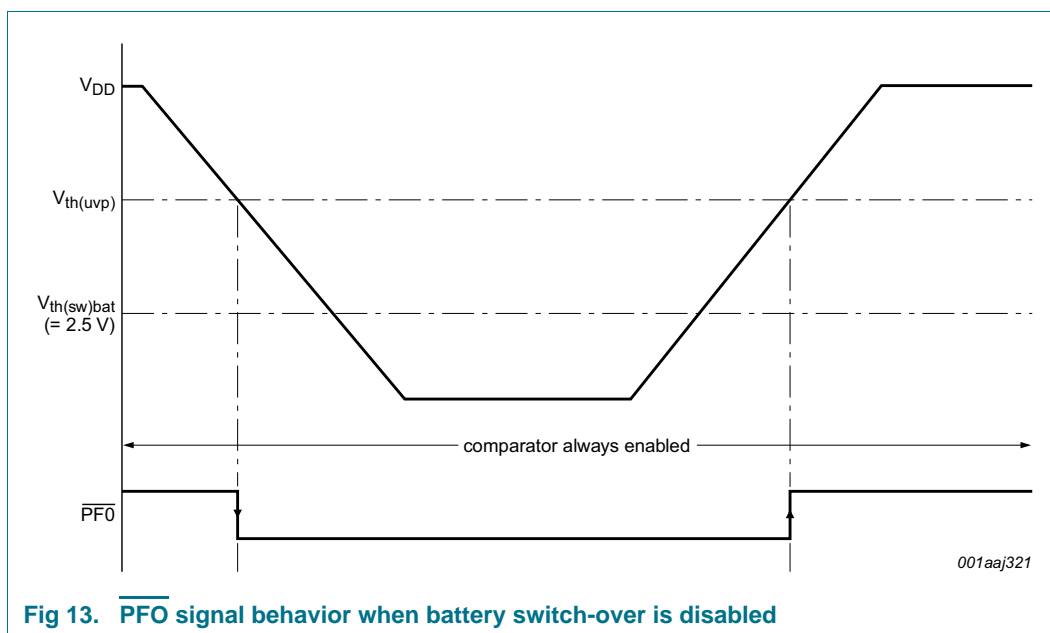 VDD
Vth(uvp)
Vth(sw)bat
(= 2.5 V)
comparator always enabled
PF0
001aaj321
Fig 13. PFO signal behavior when battery switch-over is disabled